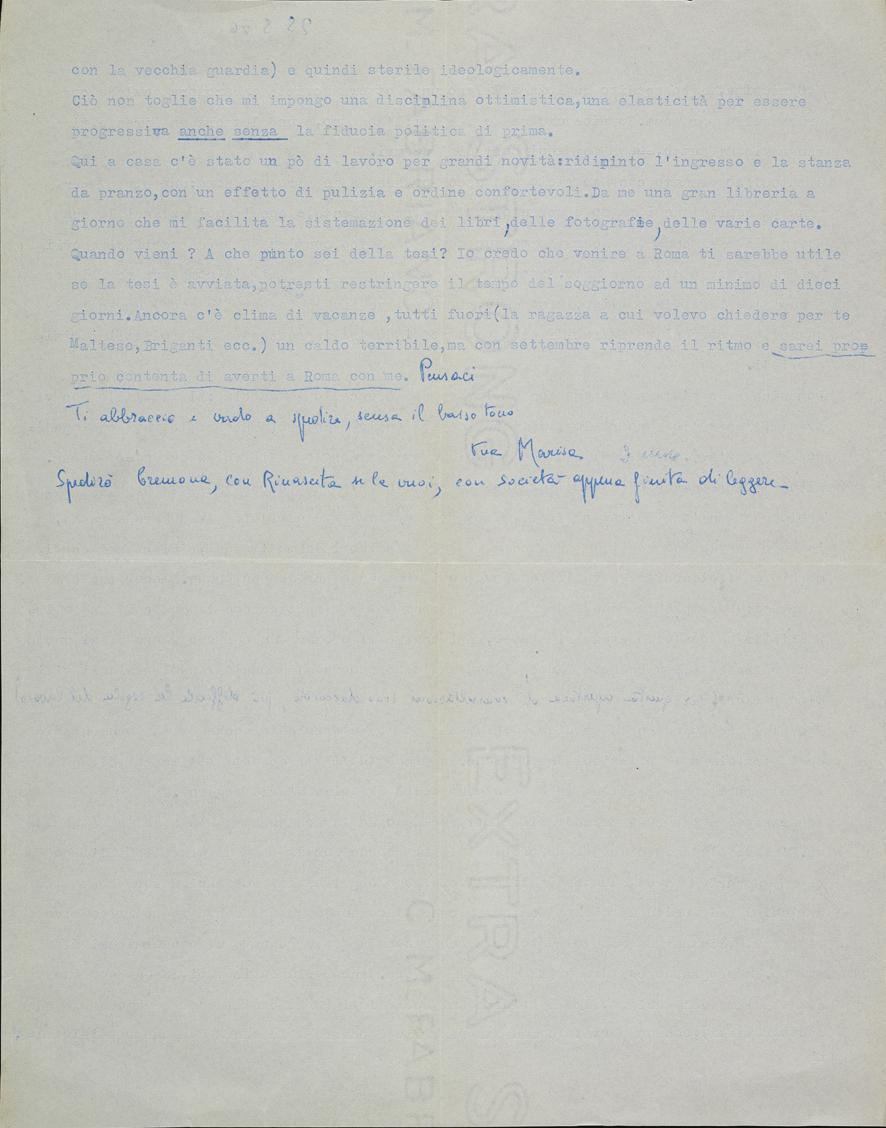 con la vecchia guardia) e quindi sterile ideologicamente.
Ciò non toglie che mi impongo una disciplina ottimistica,una elasticità per essere
progressiva anche senza la fiducia politica di prima.
Qui a casa c'è stato un pò di lavoro per grandi novità:ridipinto l'ingresso e la stanza
da pranzo,con un effetto di pulizia e ordine confortevoli.Da me una gran libreria a
giorno che mi facilita la sistemazione dei libri,delle fotografie,delle varie carte.
Quando vieni ? A che punto sei della tesi? Io credo che venire a Roma ti sarebbe utile
se la tesi è avviata,potresti restringere il tempo del soggiorno ad un minimo di dieci
giorni.Ancora c'è clima di vacanze ,tutti fuori(la ragazza a cui volevo chiedere per te
Maltese,Briganti ecc.) un caldo terribile,ma con settembre riprende il ritmo e sarei pro=
prio contenta di averti a Roma con me. Pensaci
Ti abbraccio e vado a spedire, scusa il basso tono
tua Marisa
Spedirò Cremona, con Rinascita se la vuoi, con società appena finita di leggere -
EXTRA S
C. M. FABR